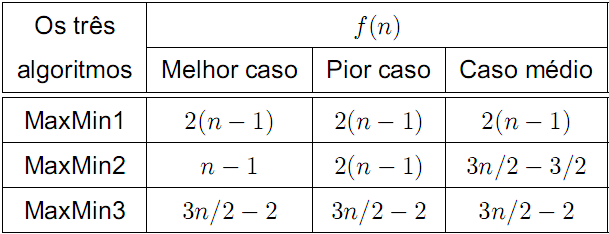 Os três f(n)
algoritmos Melhor caso Pior caso Caso médio
MaxMin1 2(n − 1) 2(n − 1) 2(n − 1)
MaxMin2 n − 1 2(n − 1) 3n/2 − 3/2
MaxMin3 3n/2 − 2 3n/2 − 2 3n/2 − 2